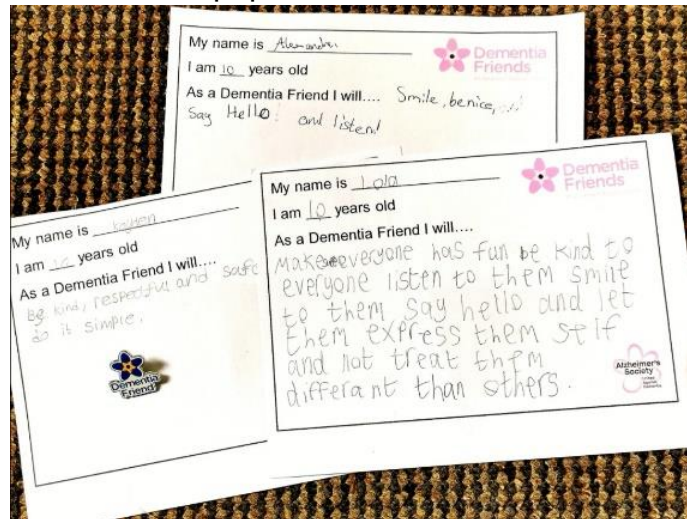 My name is Alexander
I am 10 years old
As a Dementia Friend I will.... Smile, be nice,
Say Hello and listen!
Dementia
Friends
My name is
I am years old
As a Dementia Friend I will....
Be kind, respectful and safe
do it simple.
Dementia
Friend
My name is Lola
I am 10 years old
As a Dementia Friend I will....
Make everyone has fun be kind to
everyone listen to them smile
to them say hello and let
them express them self
and not treat them
differant than others.
Dementia
Friends
Alzheimer's
Society